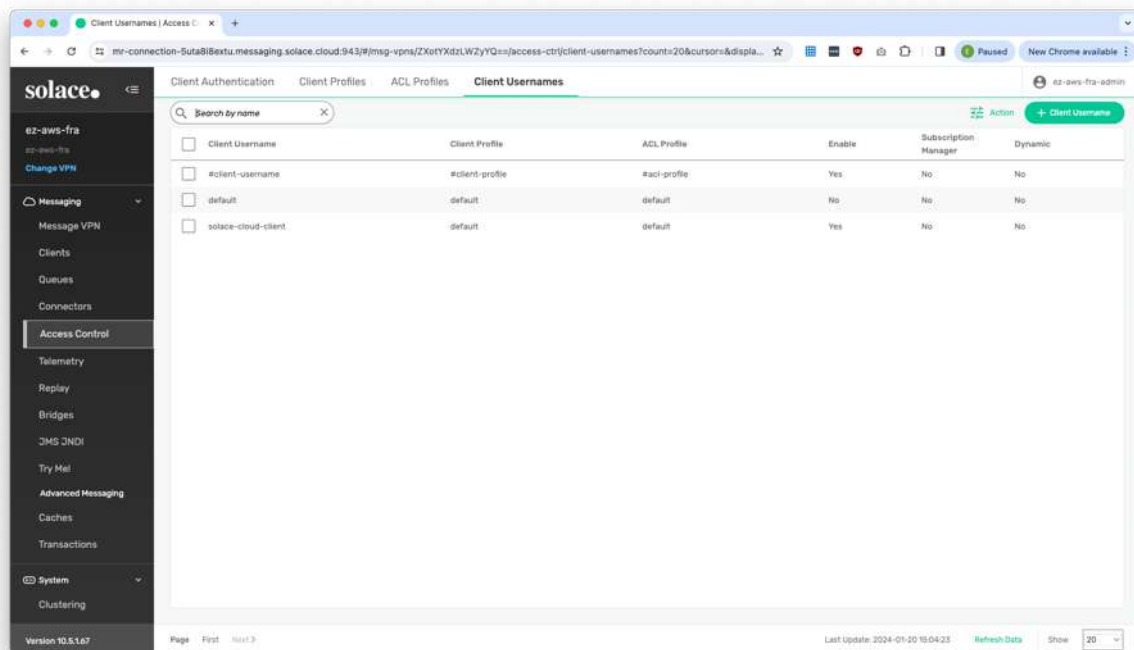 Client Usernames | Access C
mr-connection-5uta8i8extu.messaging.solace.cloud:943/#/msg-vpns/ZXotYXdzLWZyYQ==/access-ctrl/client-usernames?count=20&cursor=&displa...
Paused
New Chrome available
solace.
Client Authentication Client Profiles ACL Profiles Client Usernames
ez-aws-fra-admin
ez-aws-fra
ez-aws-fra
Change VPN
Search by name
Action
+ Client Username
Client Username Client Profile ACL Profile Enable Subscription Manager Dynamic
#client-username #client-profile #acl-profile Yes No No
default default default No No No
solace-cloud-client default default Yes No No
Messaging
Message VPN
Clients
Queues
Connectors
Access Control
Telemetry
Replay
Bridges
JMS JNDI
Try Me!
Advanced Messaging
Caches
Transactions
System
Clustering
Version 10.5.1.67
Page First Next
Last Update: 2024-01-20 15:04:23 Refresh Data Show 20